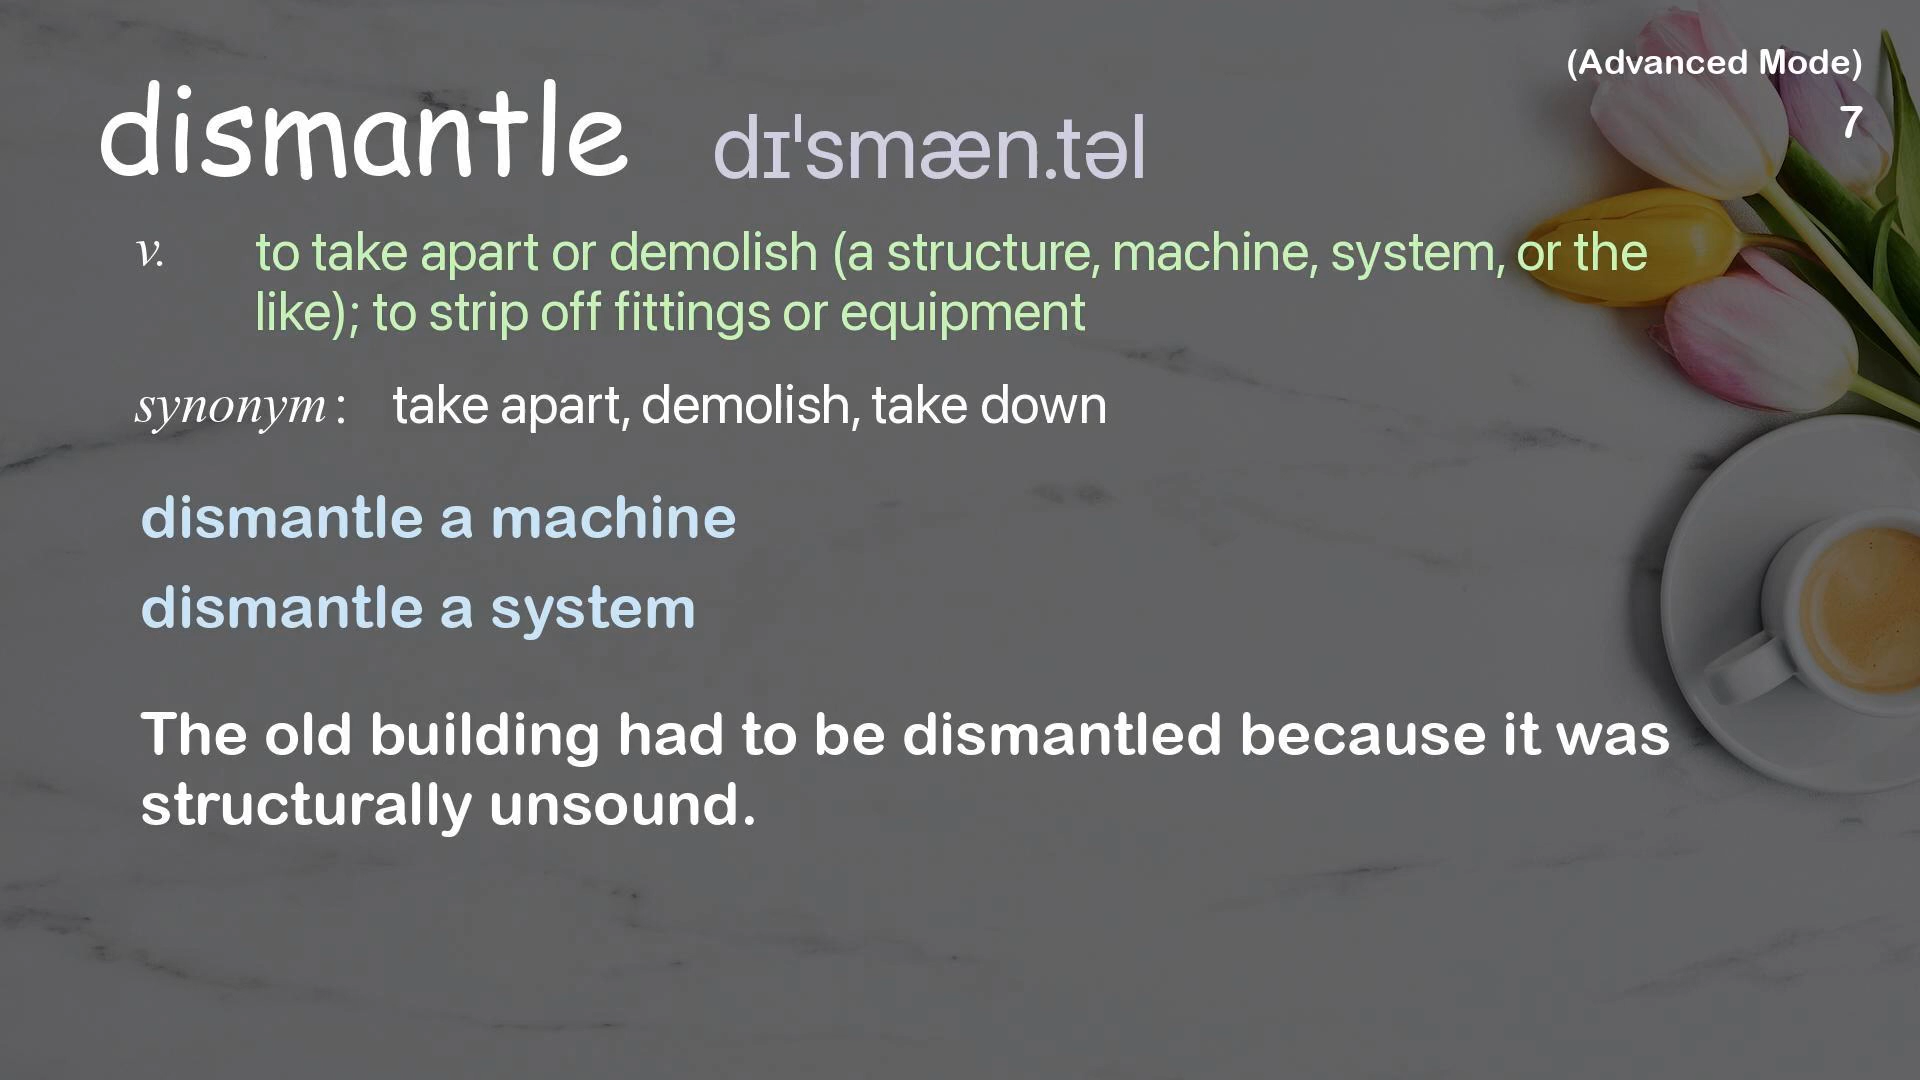 (Advanced Mode)
7
dismantle dɪˈsmæn.təl
v. to take apart or demolish (a structure, machine, system, or the
like); to strip off fittings or equipment
synonym: take apart, demolish, take down
dismantle a machine
dismantle a system
The old building had to be dismantled because it was
structurally unsound.